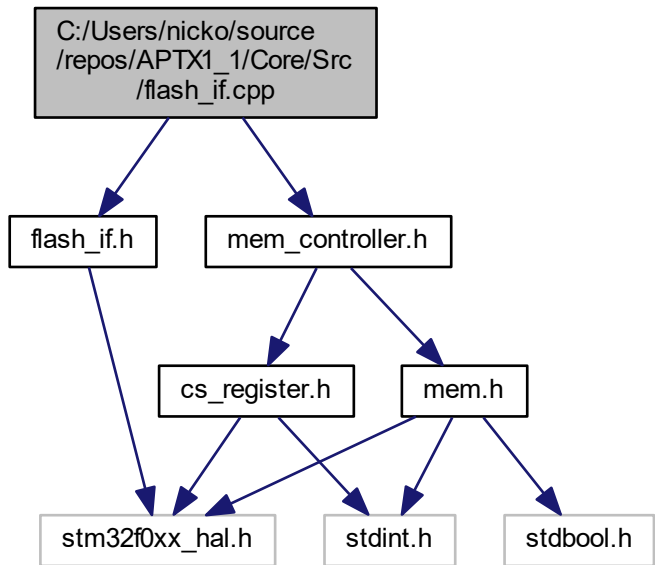 C:/Users/nicko/source
/repos/APTX1_1/Core/Src
/flash_if.cpp
flash_if.h
mem_controller.h
cs_register.h
mem.h
stm32f0xx_hal.h
stdint.h
stdbool.h